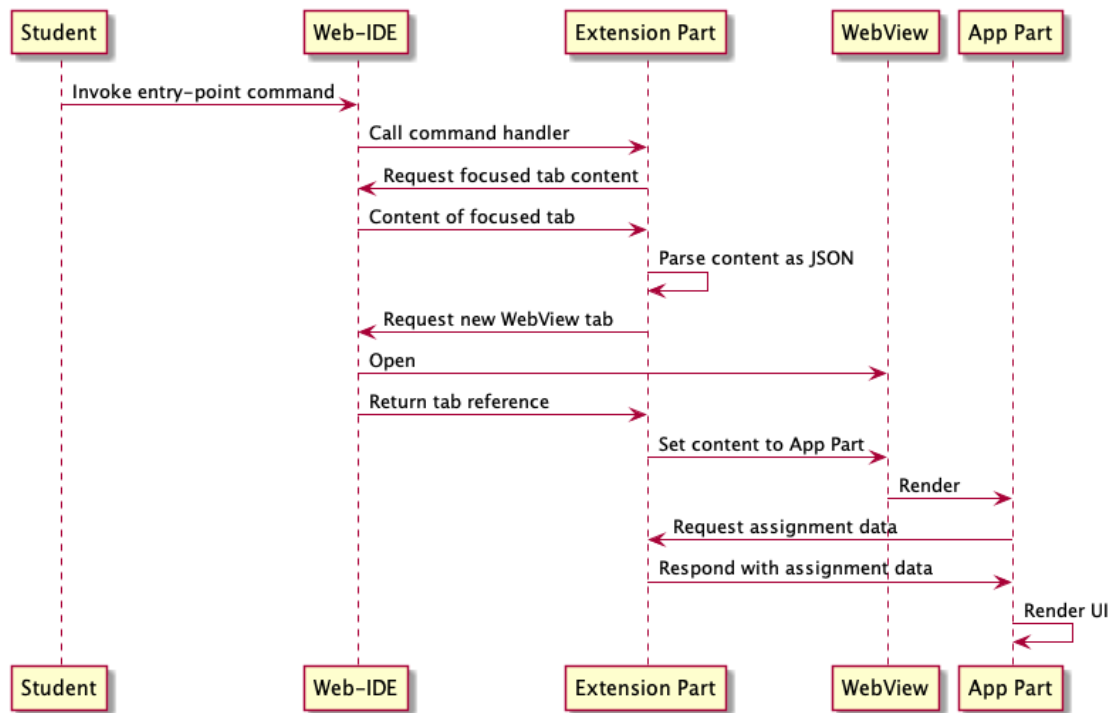 Student Web-IDE Extension Part WebView App Part
Invoke entry-point command
Call command handler
Request focused tab content
Content of focused tab
Parse content as JSON
Request new WebView tab
Open
Return tab reference
Set content to App Part
Render
Request assignment data
Respond with assignment data
Render UI
Student Web-IDE Extension Part WebView App Part